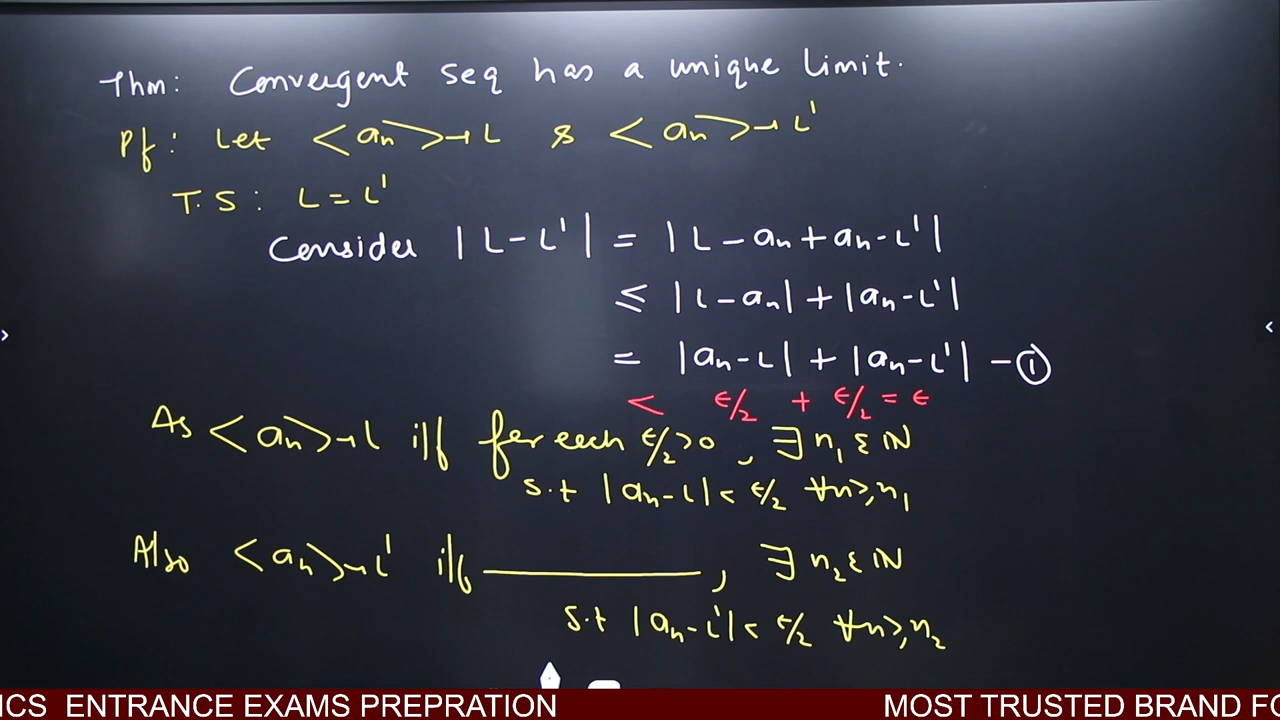 Thm: Convergent seq has a unique limit.
Pf: Let <an>→L & <an>→L'
T.S: L=L'
Consider |L-L'| = |L-an+an-L'|
≤ |L-an|+|an-L'|
= |an-L| + |an-L'| -①
< ε/2 + ε/2 = ε
As <an>→L iff for each ε/2>0, ∃ n1 ∈ IN
s.t |an-L|< ε/2 ∀n≥n1
Also <an>→L' iff ________, ∃ n2 ∈ IN
s.t |an-L'|< ε/2 ∀n≥n2
ICS ENTRANCE EXAMS PREPRATION MOST TRUSTED BRAND FO